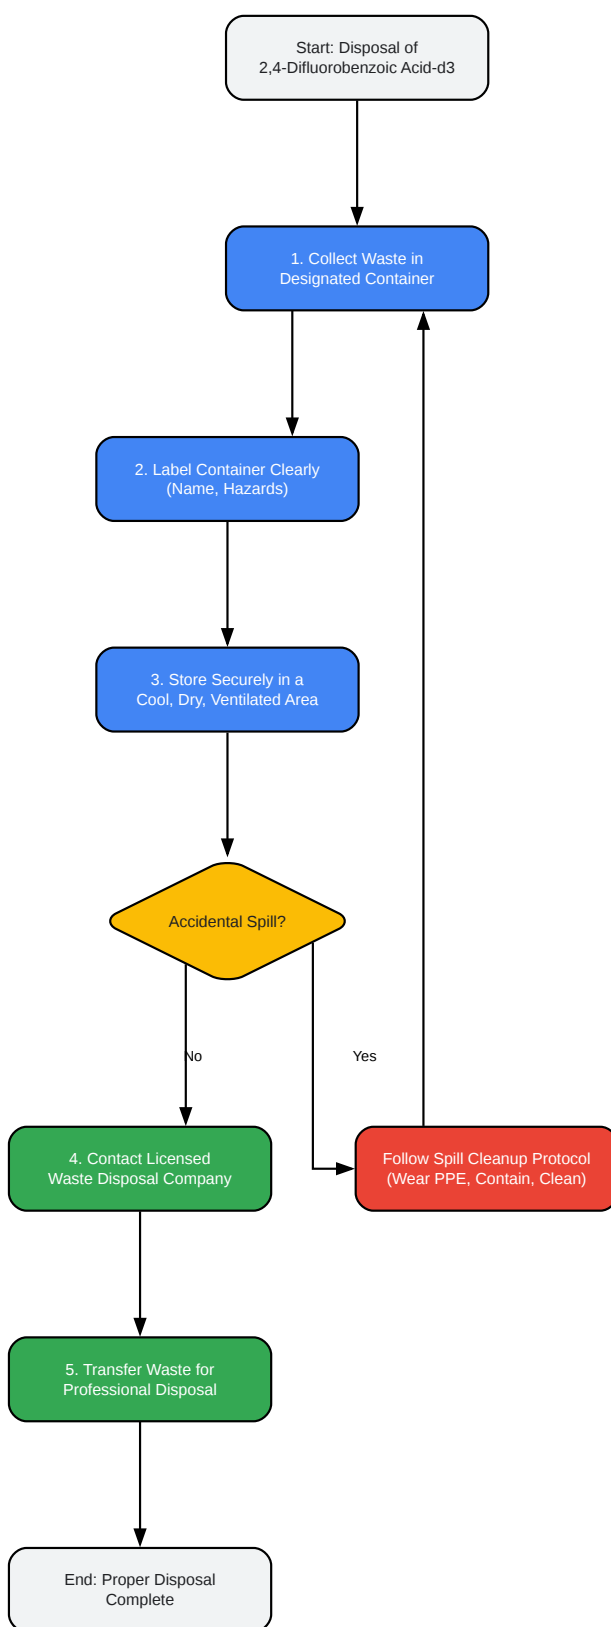 Start: Disposal of
2,4-Difluorobenzoic Acid-d3
1. Collect Waste in
Designated Container
2. Label Container Clearly
(Name, Hazards)
3. Store Securely in a
Cool, Dry, Ventilated Area
Accidental Spill?
No
Yes
4. Contact Licensed
Waste Disposal Company
Follow Spill Cleanup Protocol
(Wear PPE, Contain, Clean)
5. Transfer Waste for
Professional Disposal
End: Proper Disposal
Complete